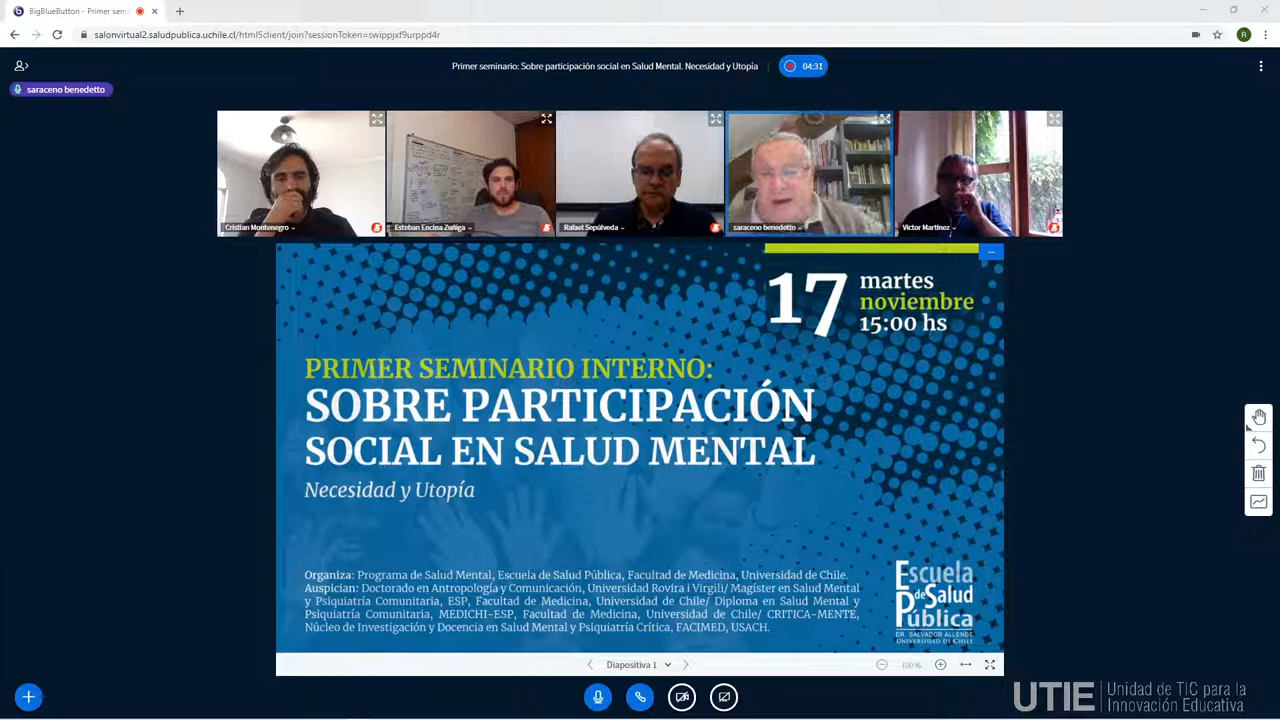 BigBlueButton - Primer sem
salonvirtual2.saludpublica.uchile.cl/html5client/join?sessionToken=swippjxf9urppd4r
R
Primer seminario: Sobre participación social en Salud Mental. Necesidad y Utopía
04:31
saraceno benedetto
Cristian Montenegro
Esteban Encina Zuñiga
Rafael Sepúlveda
saraceno benedetto
Victor Martinez
17 martes
noviembre
15:00 hs
PRIMER SEMINARIO INTERNO:
SOBRE PARTICIPACIÓN
SOCIAL EN SALUD MENTAL
Necesidad y Utopía
Organiza: Programa de Salud Mental, Escuela de Salud Pública, Facultad de Medicina, Universidad de Chile.
Auspician: Doctorado en Antropología y Comunicación, Universidad Rovira i Virgili/ Magíster en Salud Mental
y Psiquiatría Comunitaria, ESP, Facultad de Medicina, Universidad de Chile/ Diploma en Salud Mental y
Psiquiatría Comunitaria, MEDICHI-ESP, Facultad de Medicina, Universidad de Chile/ CRITICA-MENTE,
Núcleo de Investigación y Docencia en Salud Mental y Psiquiatría Crítica, FACIMED, USACH.
Escuela
de Salud
Pública
DR. SALVADOR ALLENDE
UNIVERSIDAD DE CHILE
Diapositiva 1
100 %
UTIE Unidad de TIC para la
Innovación Educativa